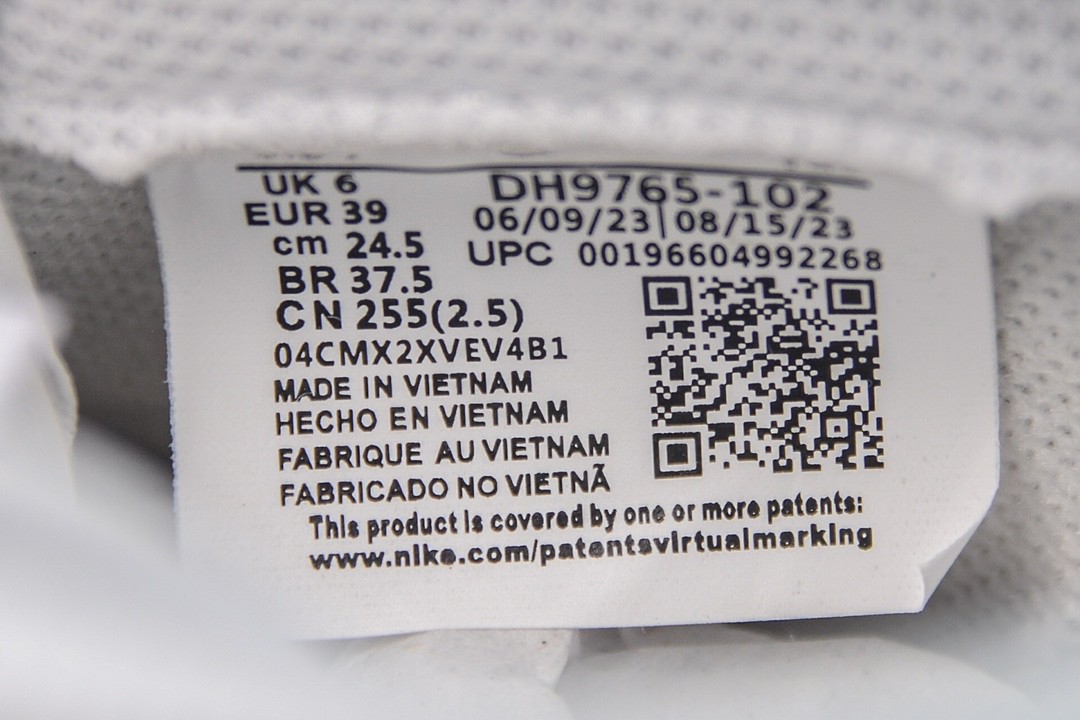 UK 6
EUR 39
cm 24.5
BR 37.5
CN 255(2.5)
DH9765-102
06/09/23|08/15/23
UPC 00196604992268
04CMX2XVEV4B1
MADE IN VIETNAM
HECHO EN VIETNAM
FABRIQUE AU VIETNAM
FABRICADO NO VIETNÃ
This product is covered by one or more patents:
www.nike.com/patentsvirtualmarking